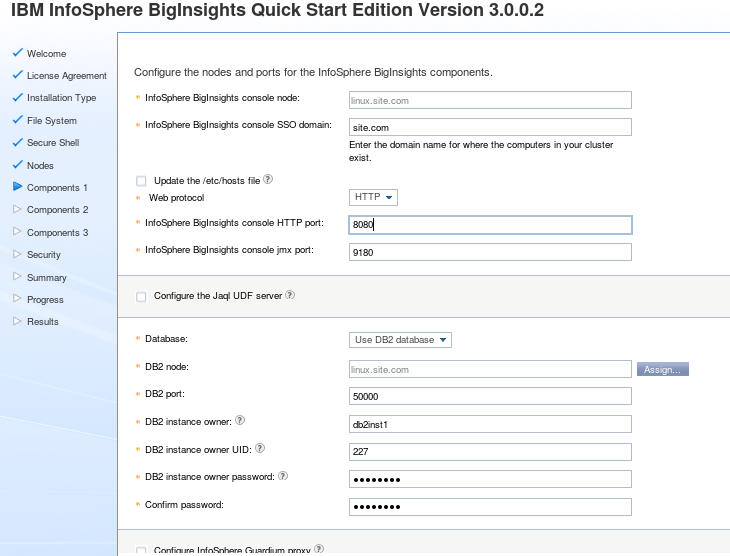 IBM InfoSphere BigInsights Quick Start Edition Version 3.0.0.2
Welcome
License Agreement
Installation Type
File System
Secure Shell
Nodes
Components 1
Components 2
Components 3
Security
Summary
Progress
Results
Configure the nodes and ports for the InfoSphere BigInsights components.
* InfoSphere BigInsights console node: linux.site.com
* InfoSphere BigInsights console SSO domain: site.com
Enter the domain name for where the computers in your cluster
exist.
Update the /etc/hosts file ?
* Web protocol HTTP
* InfoSphere BigInsights console HTTP port: 8080
* InfoSphere BigInsights console jmx port: 9180
Configure the Jaql UDF server ?
* Database: Use DB2 database
* DB2 node: linux.site.com Assign...
* DB2 port: 50000
* DB2 instance owner: ? db2inst1
* DB2 instance owner UID: ? 227
* DB2 instance owner password: ? ●●●●●●●●
* Confirm password: ●●●●●●●●
Configure InfoSphere Guardium proxy ?